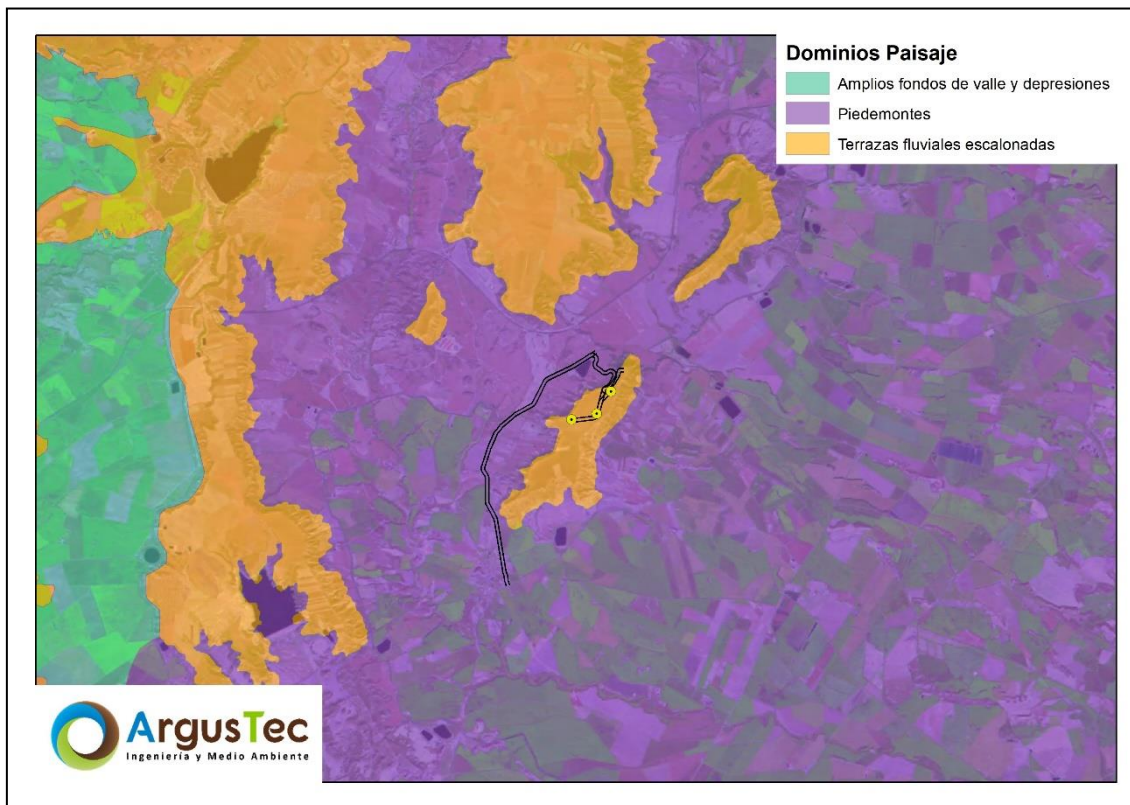 Dominios Paisaje
Amplios fondos de valle y depresiones
Piedemontes
Terrazas fluviales escalonadas
ArgusTec
Ingeniería y Medio Ambiente